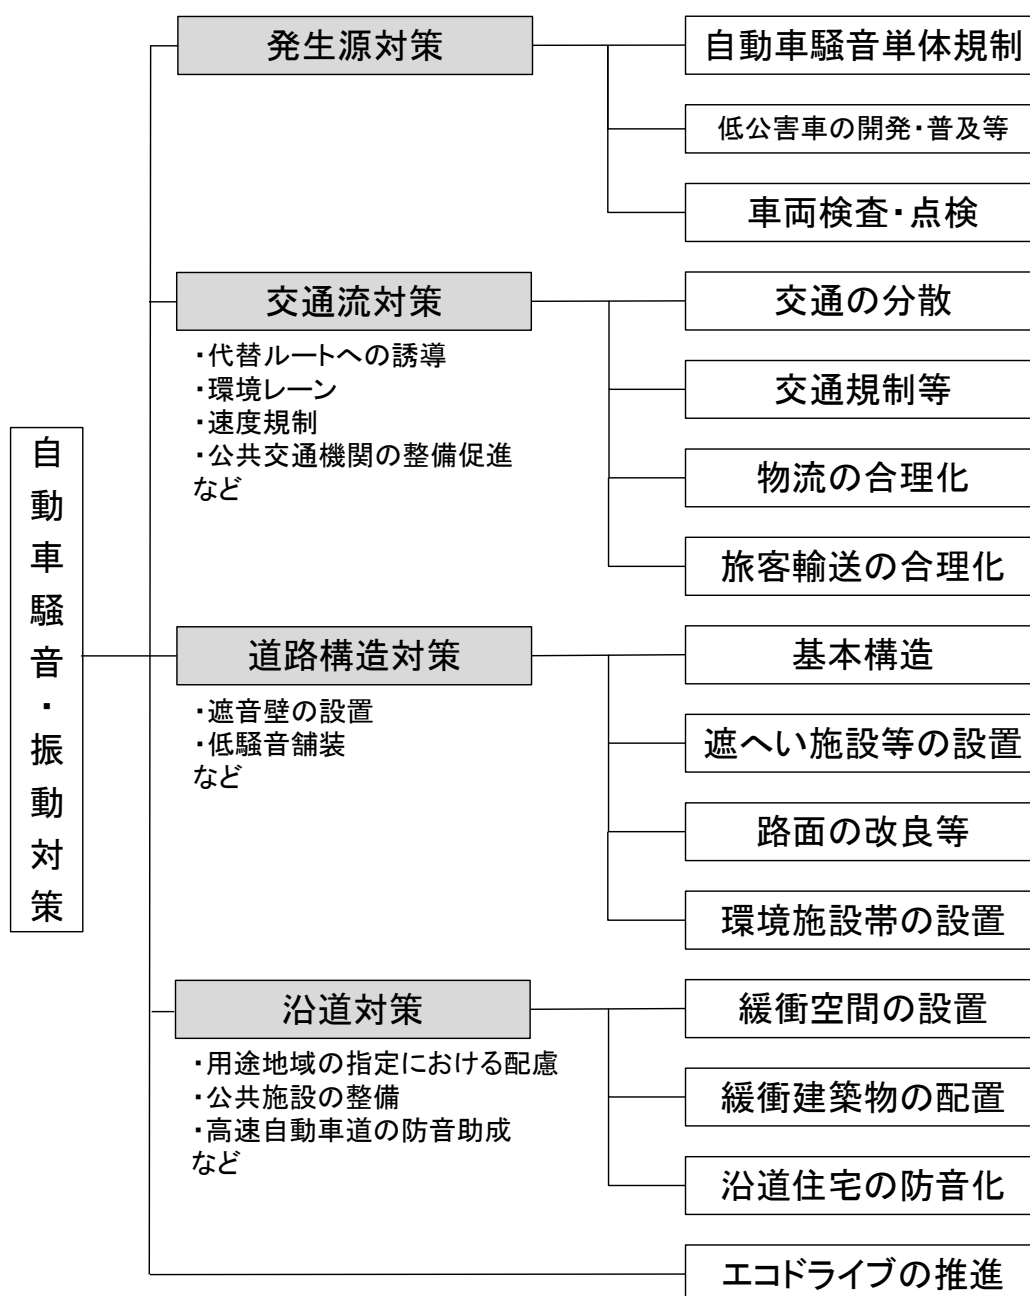 自動車騒音・振動対策
発生源対策
自動車騒音単体規制
低公害車の開発・普及等
車両検査・点検
交通流対策
・代替ルートへの誘導
・環境レーン
・速度規制
・公共交通機関の整備促進
など
交通の分散
交通規制等
物流の合理化
旅客輸送の合理化
道路構造対策
・遮音壁の設置
・低騒音舗装
など
基本構造
遮へい施設等の設置
路面の改良等
環境施設帯の設置
沿道対策
・用途地域の指定における配慮
・公共施設の整備
・高速自動車道の防音助成
など
緩衝空間の設置
緩衝建築物の配置
沿道住宅の防音化
エコドライブの推進